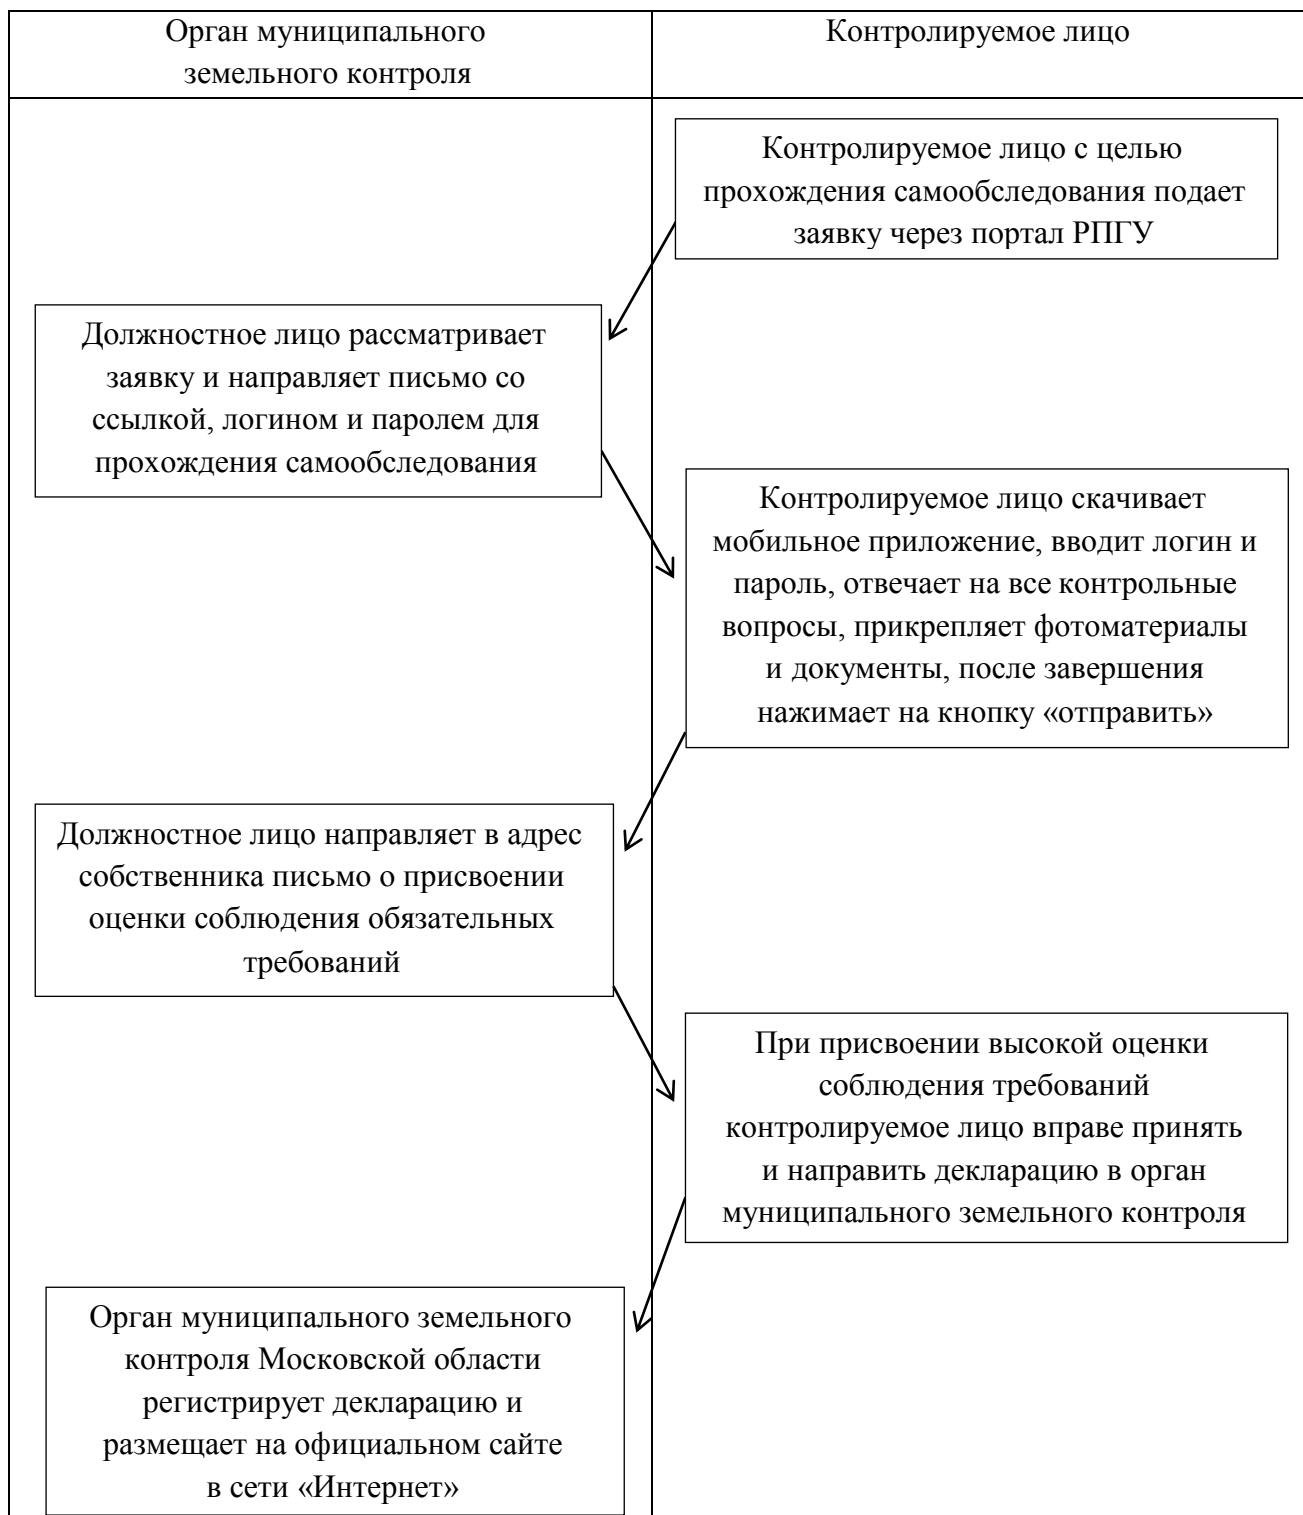 Орган муниципального
земельного контроля
Контролируемое лицо
Контролируемое лицо с целью
прохождения самообследования подает
заявку через портал РПГУ
Должностное лицо рассматривает
заявку и направляет письмо со
ссылкой, логином и паролем для
прохождения самообследования
Контролируемое лицо скачивает
мобильное приложение, вводит логин и
пароль, отвечает на все контрольные
вопросы, прикрепляет фотоматериалы
и документы, после завершения
нажимает на кнопку «отправить»
Должностное лицо направляет в адрес
собственника письмо о присвоении
оценки соблюдения обязательных
требований
При присвоении высокой оценки
соблюдения требований
контролируемое лицо вправе принять
и направить декларацию в орган
муниципального земельного контроля
Орган муниципального земельного
контроля Московской области
регистрирует декларацию и
размещает на официальном сайте
в сети «Интернет»